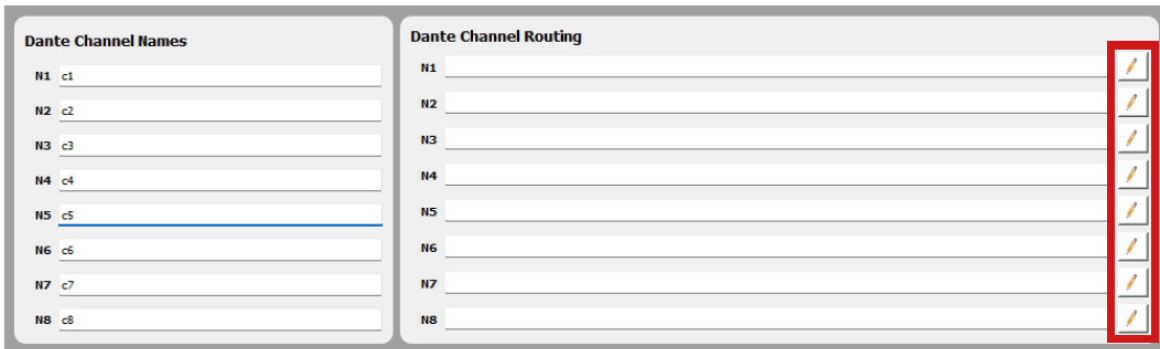 Dante Channel Names
N1 c1
N2 c2
N3 c3
N4 c4
N5 c5
N6 c6
N7 c7
N8 c8
Dante Channel Routing
N1
N2
N3
N4
N5
N6
N7
N8